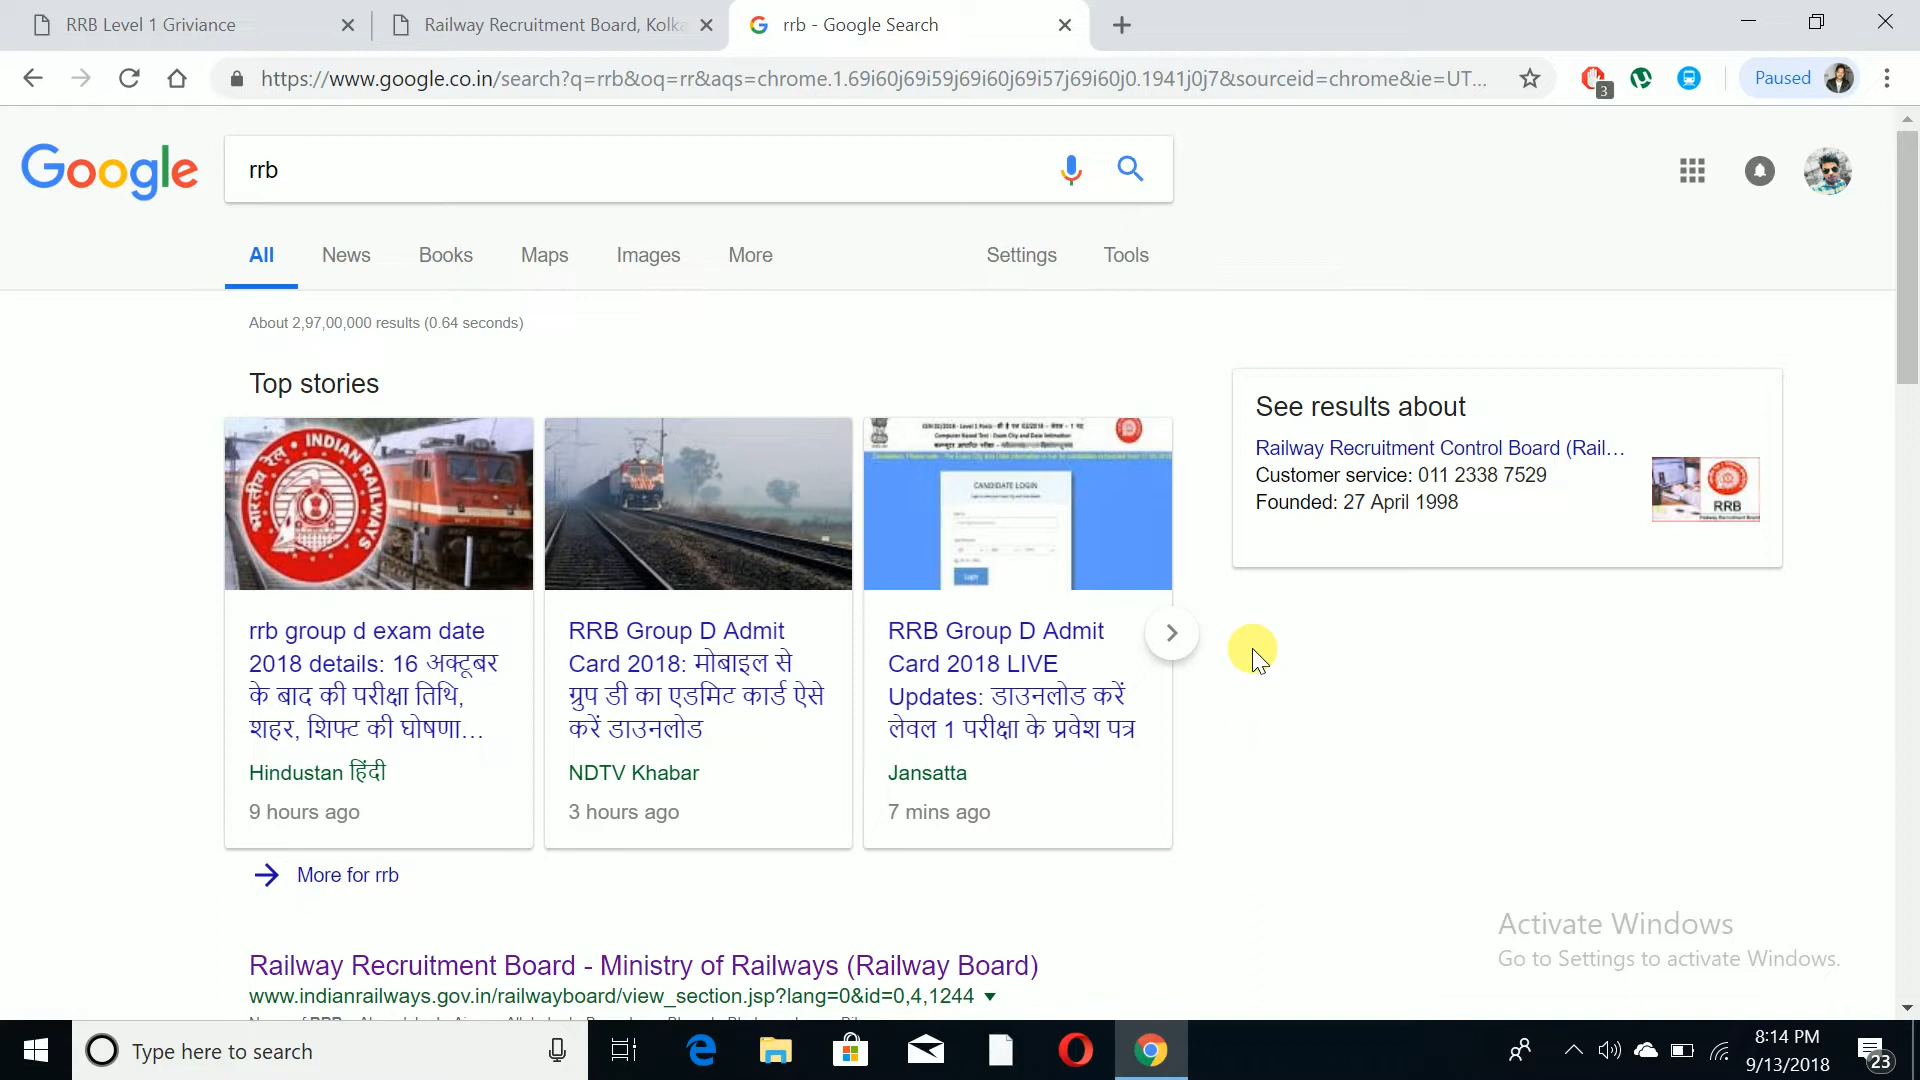 RRB Level 1 Griviance
Railway Recruitment Board, Kolka
rrb - Google Search
https://www.google.co.in/search?q=rrb&oq=rr&aqs=chrome.1.69i60j69i59j69i60j69i57j69i60j0.1941j0j7&sourceid=chrome&ie=UT...
3
Paused
Google
rrb
All News Books Maps Images More Settings Tools
About 2,97,00,000 results (0.64 seconds)
Top stories
INDIAN RAILWAYS
भारतीय रेल
CANDIDATE LOGIN
Login
rrb group d exam date
2018 details: 16 अक्टूबर
के बाद की परीक्षा तिथि,
शहर, शिफ्ट की घोषणा...
Hindustan हिंदी
9 hours ago
RRB Group D Admit
Card 2018: मोबाइल से
ग्रुप डी का एडमिट कार्ड ऐसे
करें डाउनलोड
NDTV Khabar
3 hours ago
RRB Group D Admit
Card 2018 LIVE
Updates: डाउनलोड करें
लेवल 1 परीक्षा के प्रवेश पत्र
Jansatta
7 mins ago
More for rrb
See results about
Railway Recruitment Control Board (Rail...
Customer service: 011 2338 7529
Founded: 27 April 1998
RRB
Railway Recruitment Board - Ministry of Railways (Railway Board)
www.indianrailways.gov.in/railwayboard/view_section.jsp?lang=0&id=0,4,1244
Activate Windows
Go to Settings to activate Windows.
Type here to search
8:14 PM
9/13/2018
23